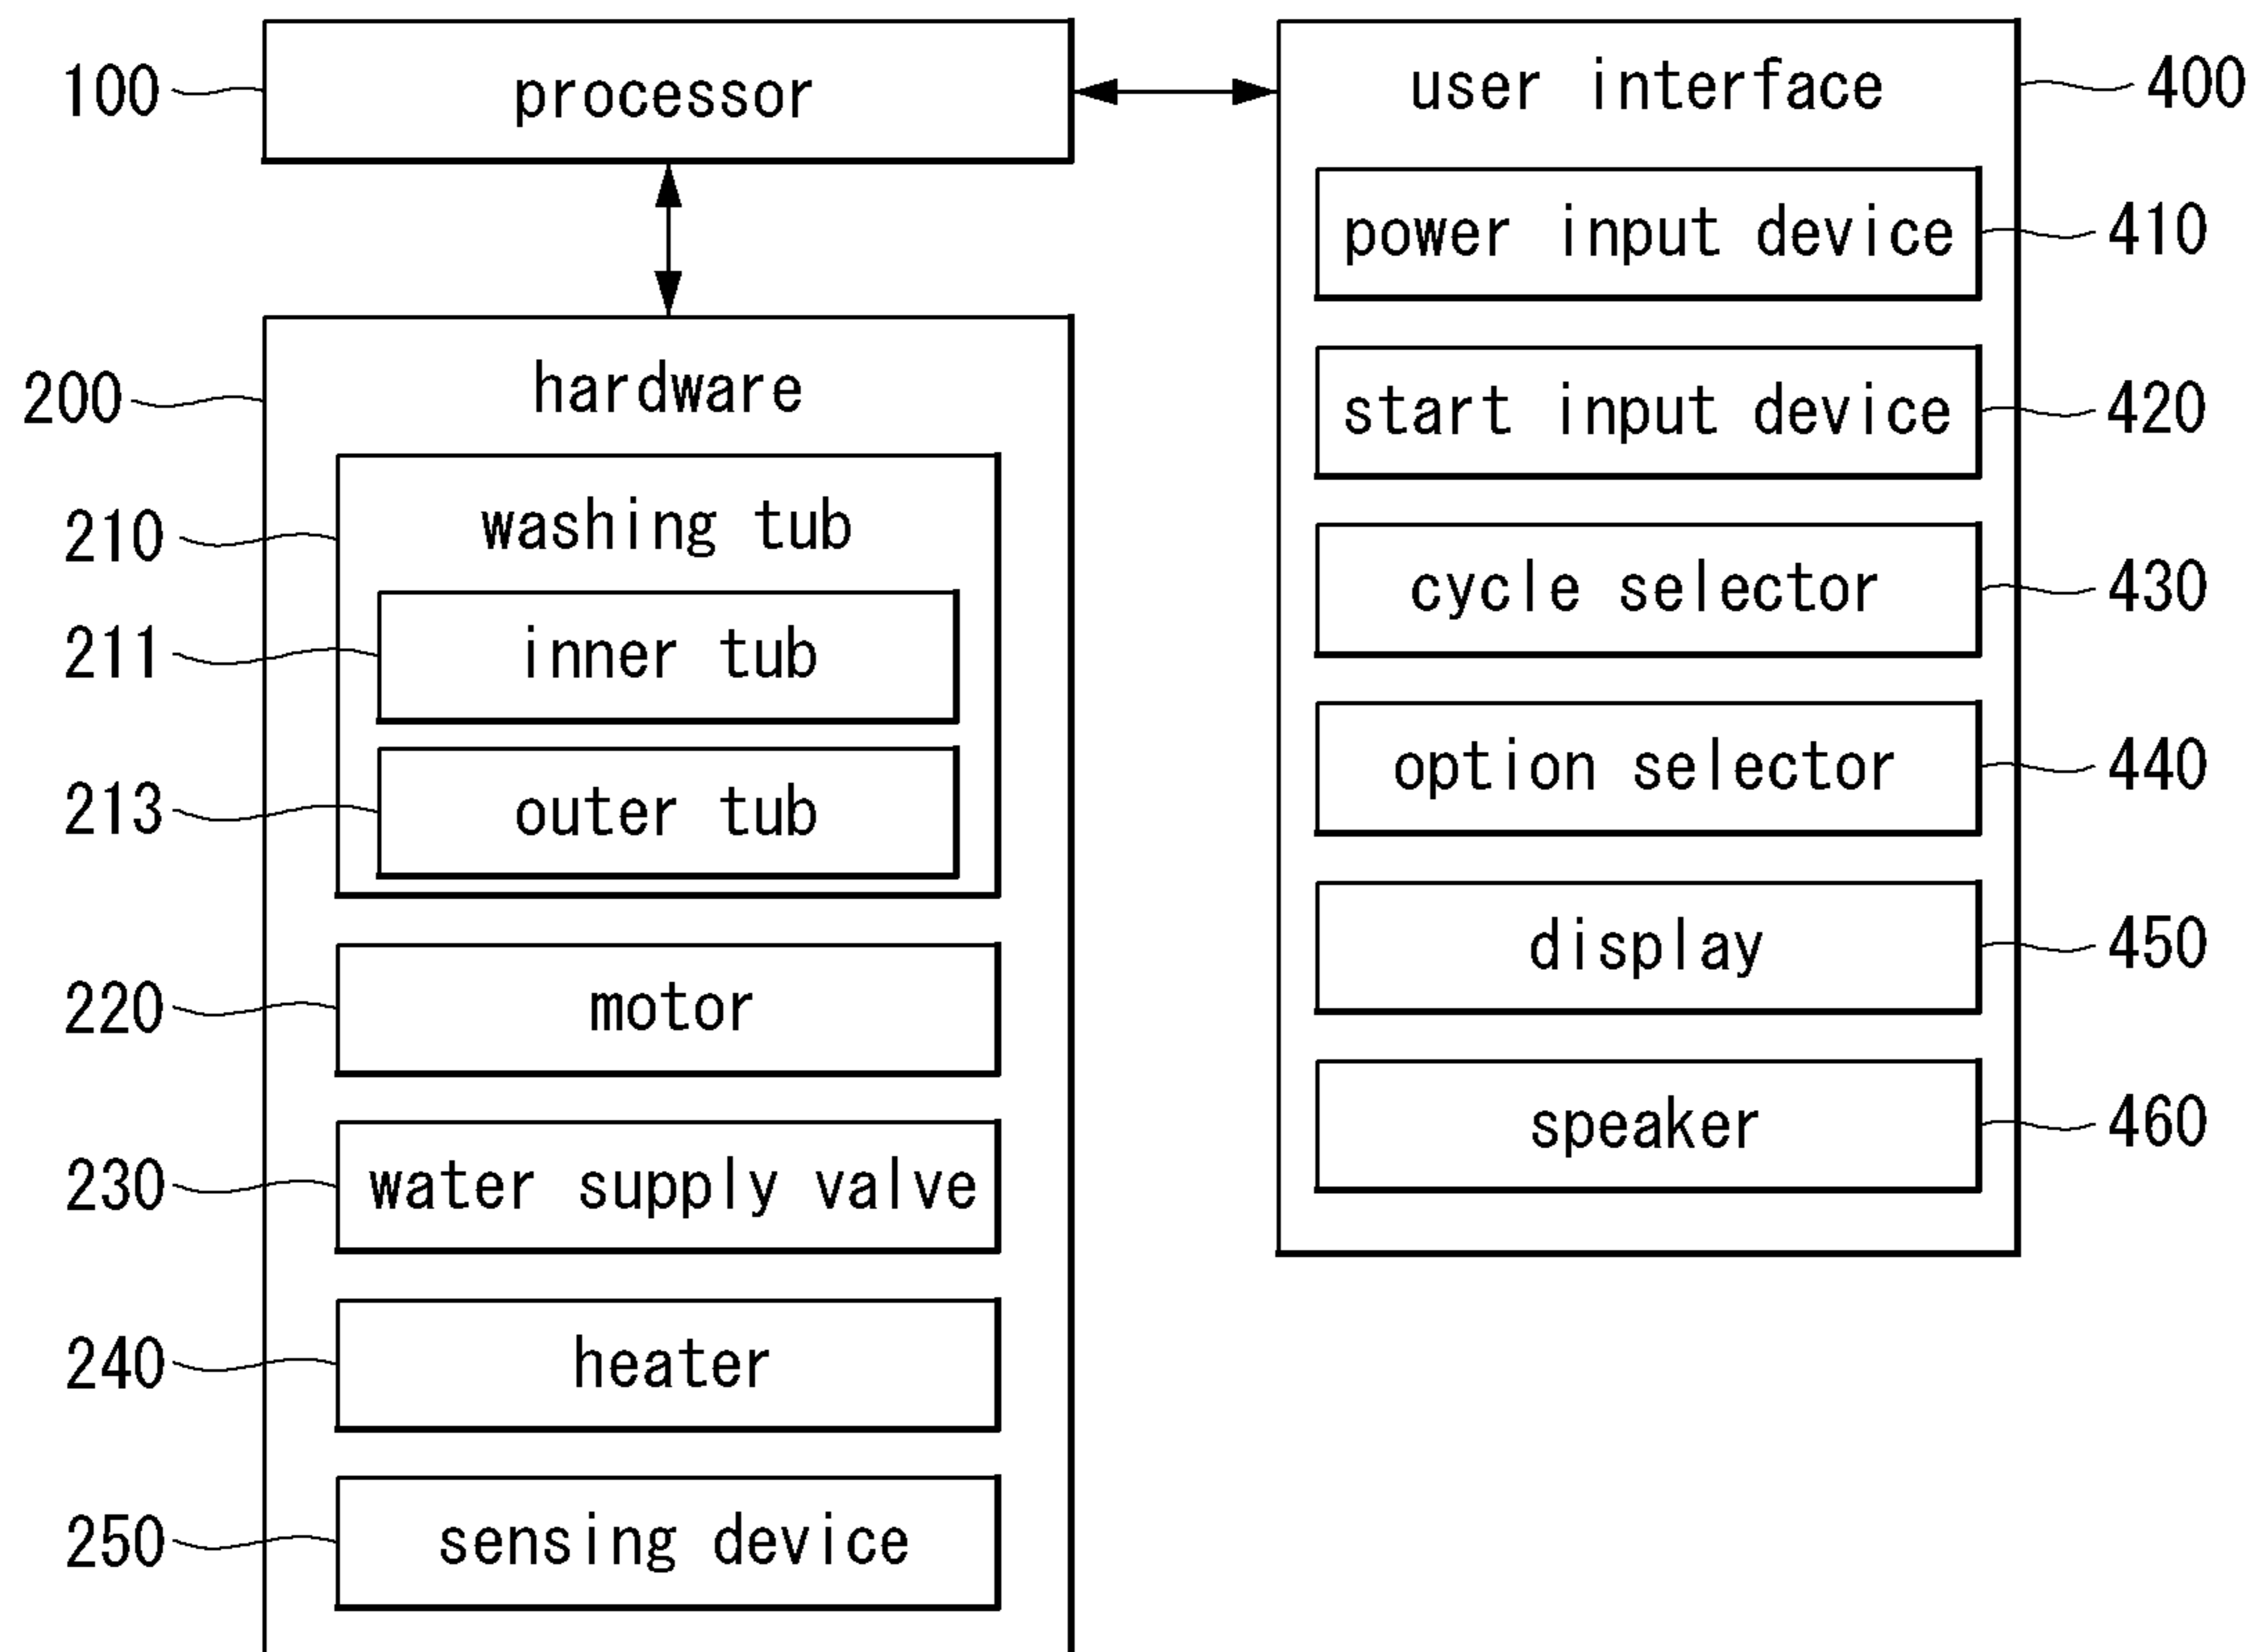 100
processor
200
hardware
210
washing tub
211
inner tub
213
outer tub
220
motor
230
water supply valve
240
heater
250
sensing device
user interface
400
power input device
410
start input device
420
cycle selector
430
option selector
440
display
450
speaker
460